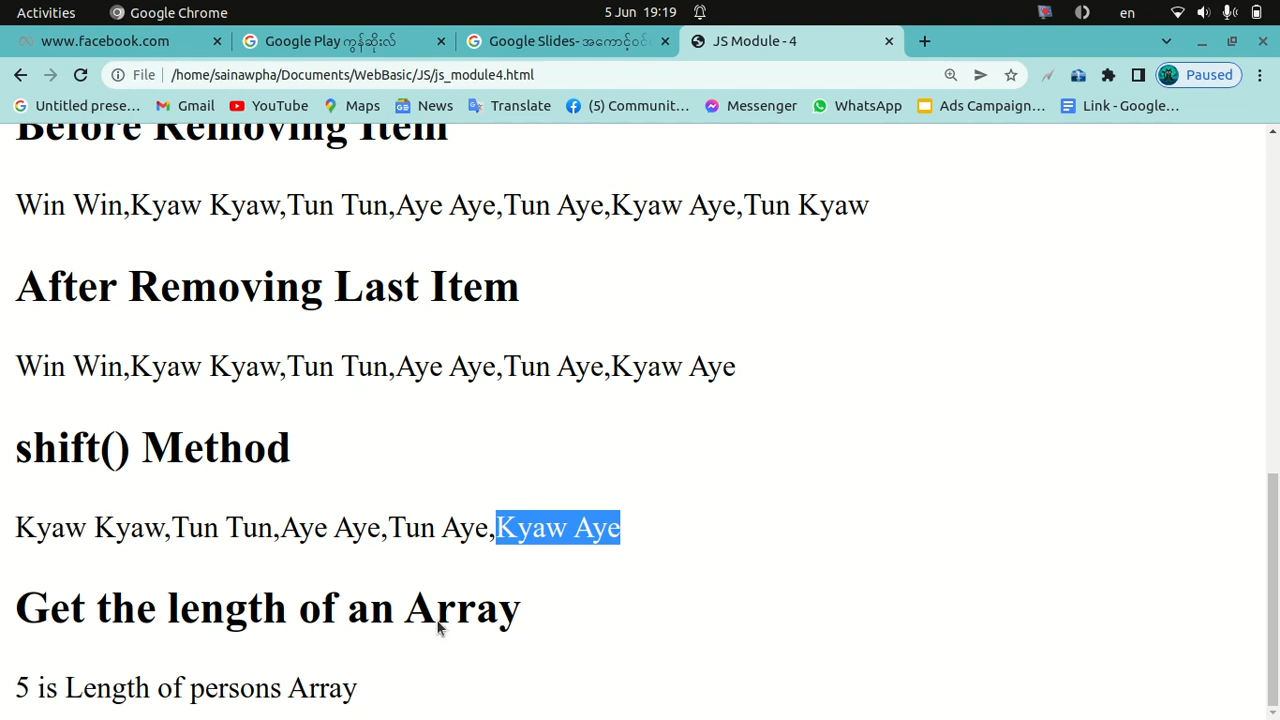 Activities Google Chrome 5 Jun 19:19 en
www.facebook.com Google Play ကွန်ဆိုးလ် Google Slides- အကောင့်ဝင် JS Module - 4
File /home/sainawpha/Documents/WebBasic/JS/js_module4.html Paused
Untitled prese... Gmail YouTube Maps News Translate (5) Communit... Messenger WhatsApp Ads Campaign... Link - Google...
Before Removing Item
Win Win,Kyaw Kyaw,Tun Tun,Aye Aye,Tun Aye,Kyaw Aye,Tun Kyaw
After Removing Last Item
Win Win,Kyaw Kyaw,Tun Tun,Aye Aye,Tun Aye,Kyaw Aye
shift() Method
Kyaw Kyaw,Tun Tun,Aye Aye,Tun Aye,Kyaw Aye
Get the length of an Array
5 is Length of persons Array